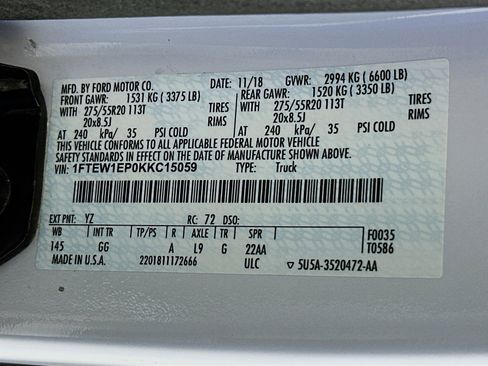 MFD. BY FORD MOTOR CO. 11/18 GVWR: 2994 KG ( 6600 LB)
FRONT GAWR: 1531 KG ( 3375 LB) REAR GAWR: 1520 KG ( 3350 LB)
WITH 275/55R20 113T TIRES WITH 275/55R20 113T TIRES
20x8.5J RIMS 20x8.5J RIMS
AT 240 kPa/ 35 PSI COLD AT 240 kPa/ 35 PSI COLD
THIS VEHICLE CONFORMS TO ALL APPLICABLE FEDERAL MOTOR VEHICLE
SAFETY, BUMPER, AND THEFT PREVENTION STANDARDS IN EFFECT ON THE
DATE OF MANUFACTURE SHOWN ABOVE.
VIN: 1FTEW1EP0KKC15059 TYPE: Truck
EXT PNT: YZ RC: 72 DSO:
WB INT TR TP/PS R AXLE TR SPR F0035
145 GG A L9 G 22AA T0586
MADE IN U.S.A. 2201811172666 ULC 5U5A-3520472-AA